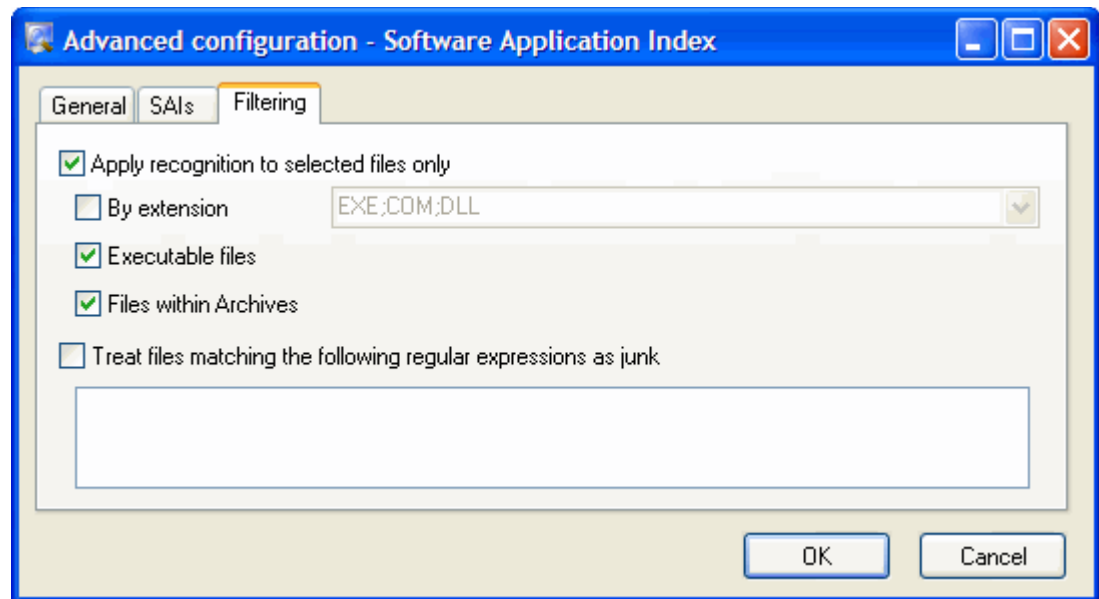 Advanced configuration - Software Application Index
General SAIs Filtering
Apply recognition to selected files only
By extension EXE;COM;DLL
Executable files
Files within Archives
Treat files matching the following regular expressions as junk
OK Cancel